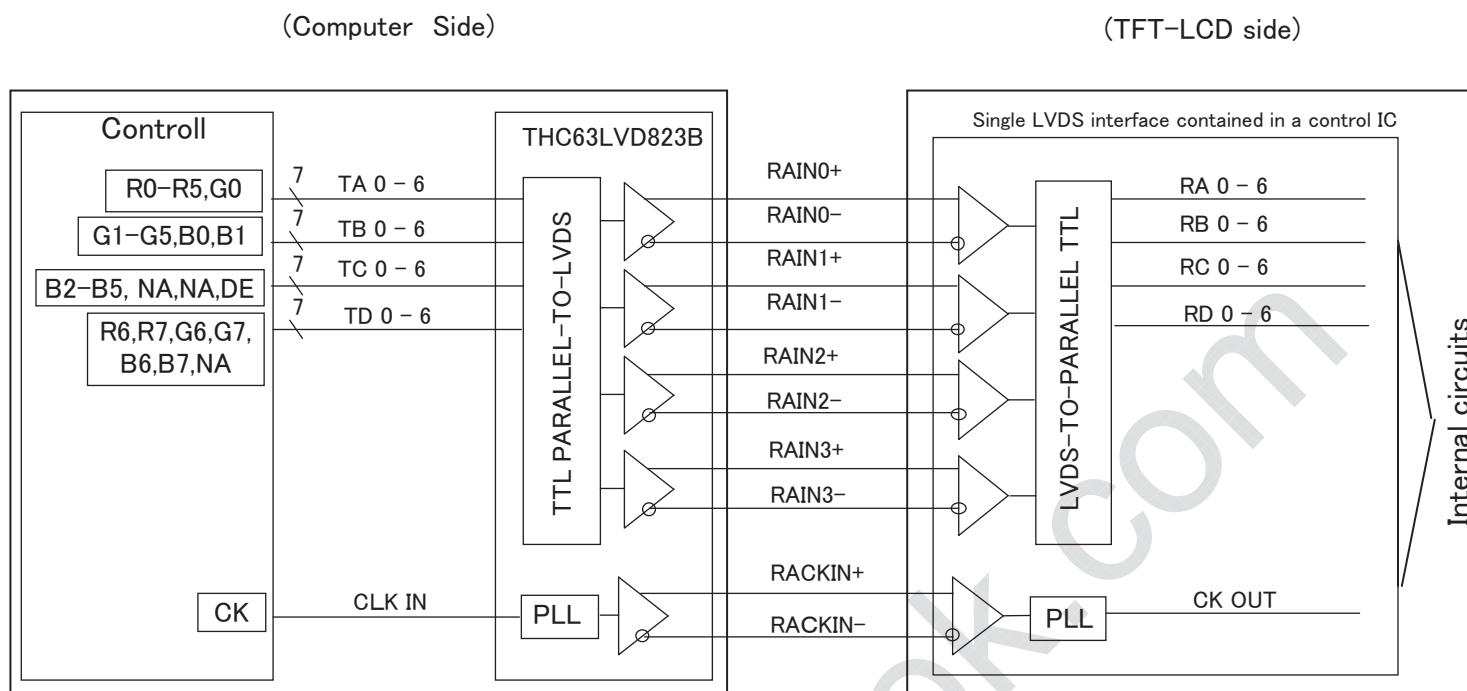 (Computer Side)
(TFT-LCD side)
Controll
R0-R5,G0
G1-G5,B0,B1
B2-B5, NA,NA,DE
R6,R7,G6,G7,
B6,B7,NA
CK
7
TA 0 - 6
7
TB 0 - 6
7
TC 0 - 6
7
TD 0 - 6
CLK IN
THC63LVD823B
TTL PARALLEL-TO-LVDS
PLL
RAIN0+
RAIN0-
RAIN1+
RAIN1-
RAIN2+
RAIN2-
RAIN3+
RAIN3-
RACKIN+
RACKIN-
Single LVDS interface contained in a control IC
LVDS-TO-PARALLEL TTL
PLL
RA 0 - 6
RB 0 - 6
RC 0 - 6
RD 0 - 6
CK OUT
Internal circuits